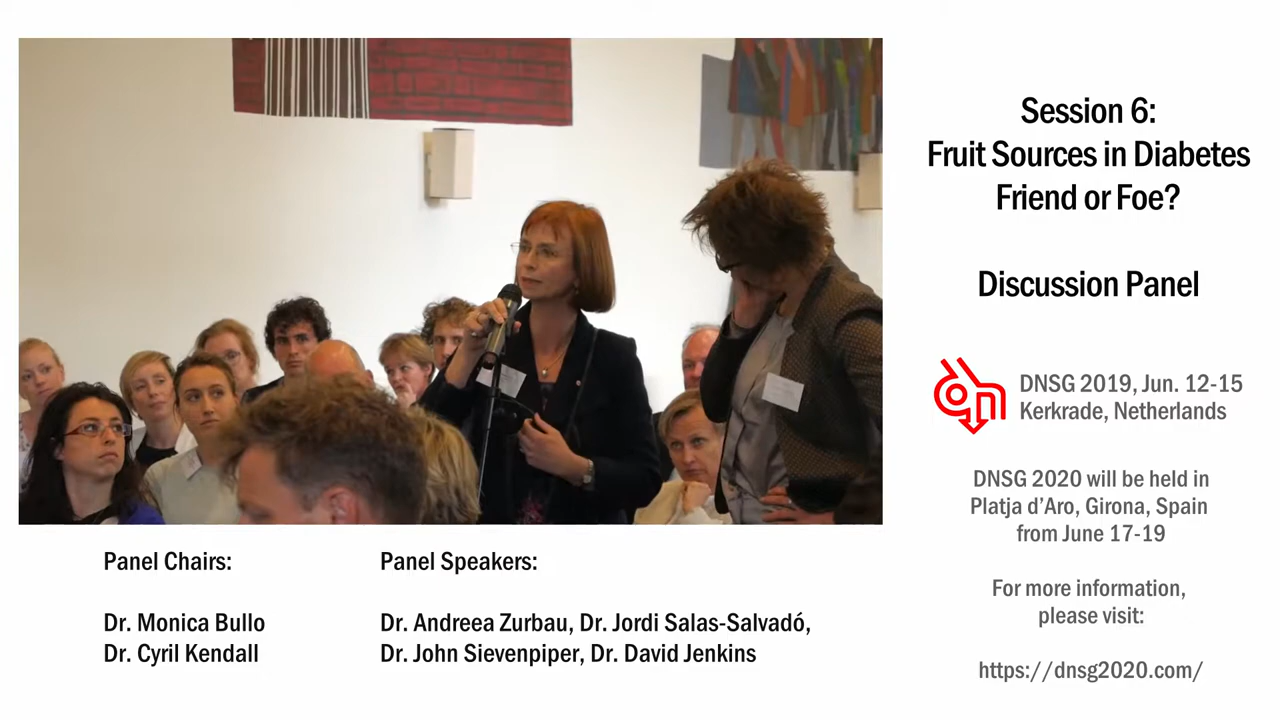 Session 6:
Fruit Sources in Diabetes
Friend or Foe?
Discussion Panel
DNSG 2019, Jun. 12-15
Kerkrade, Netherlands
DNSG 2020 will be held in
Platja d'Aro, Girona, Spain
from June 17-19
For more information,
please visit:
https://dnsg2020.com/
Panel Chairs:
Dr. Monica Bullo
Dr. Cyril Kendall
Panel Speakers:
Dr. Andreea Zurbau, Dr. Jordi Salas-Salvadó,
Dr. John Sievenpiper, Dr. David Jenkins